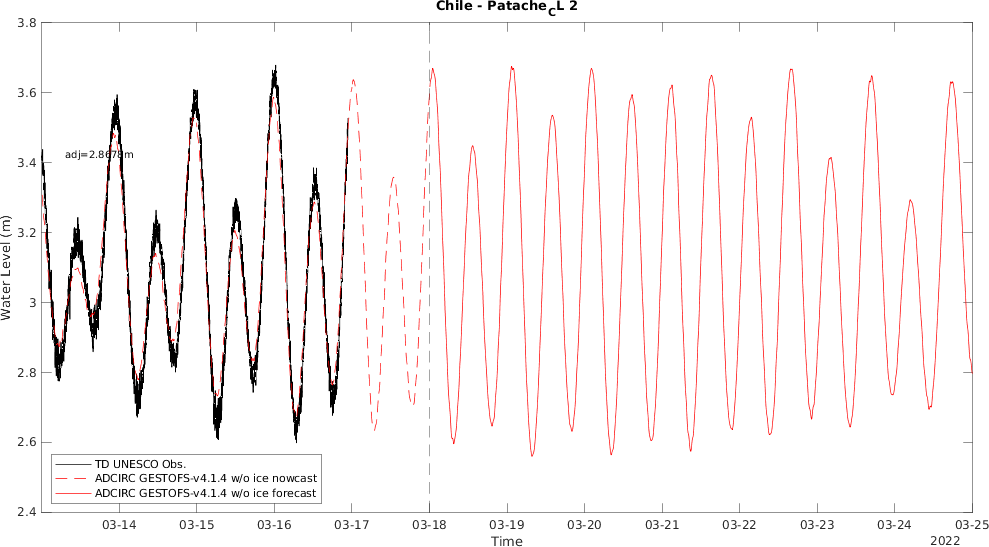 Chile - Patache_CL 2
3.8
3.6
3.4
3.2
3
2.8
2.6
2.4
Water Level (m)
adj=2.8678m
TD UNESCO Obs.
ADCIRC GESTOFS-v4.1.4 w/o ice nowcast
ADCIRC GESTOFS-v4.1.4 w/o ice forecast
03-14 03-15 03-16 03-17 03-18 03-19 03-20 03-21 03-22 03-23 03-24 03-25
Time
2022